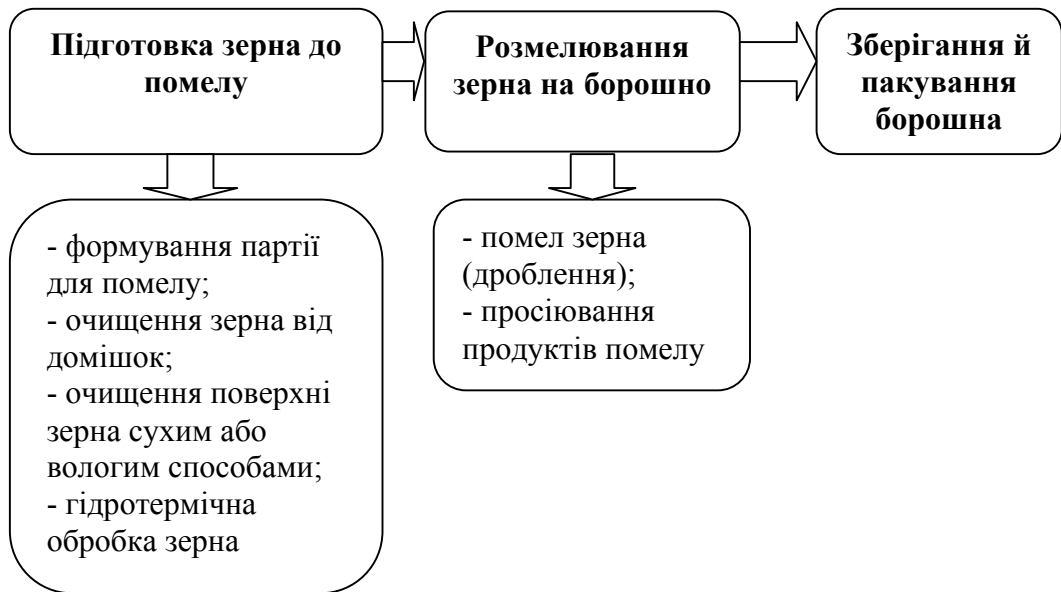 Підготовка зерна до
помелу
Розмелювання
зерна на борошно
Зберігання й
пакування
борошна
- формування партії
для помелу;
- очищення зерна від
домішок;
- очищення поверхні
зерна сухим або
вологим способами;
- гідротермічна
обробка зерна
- помел зерна
(дроблення);
- просіювання
продуктів помелу